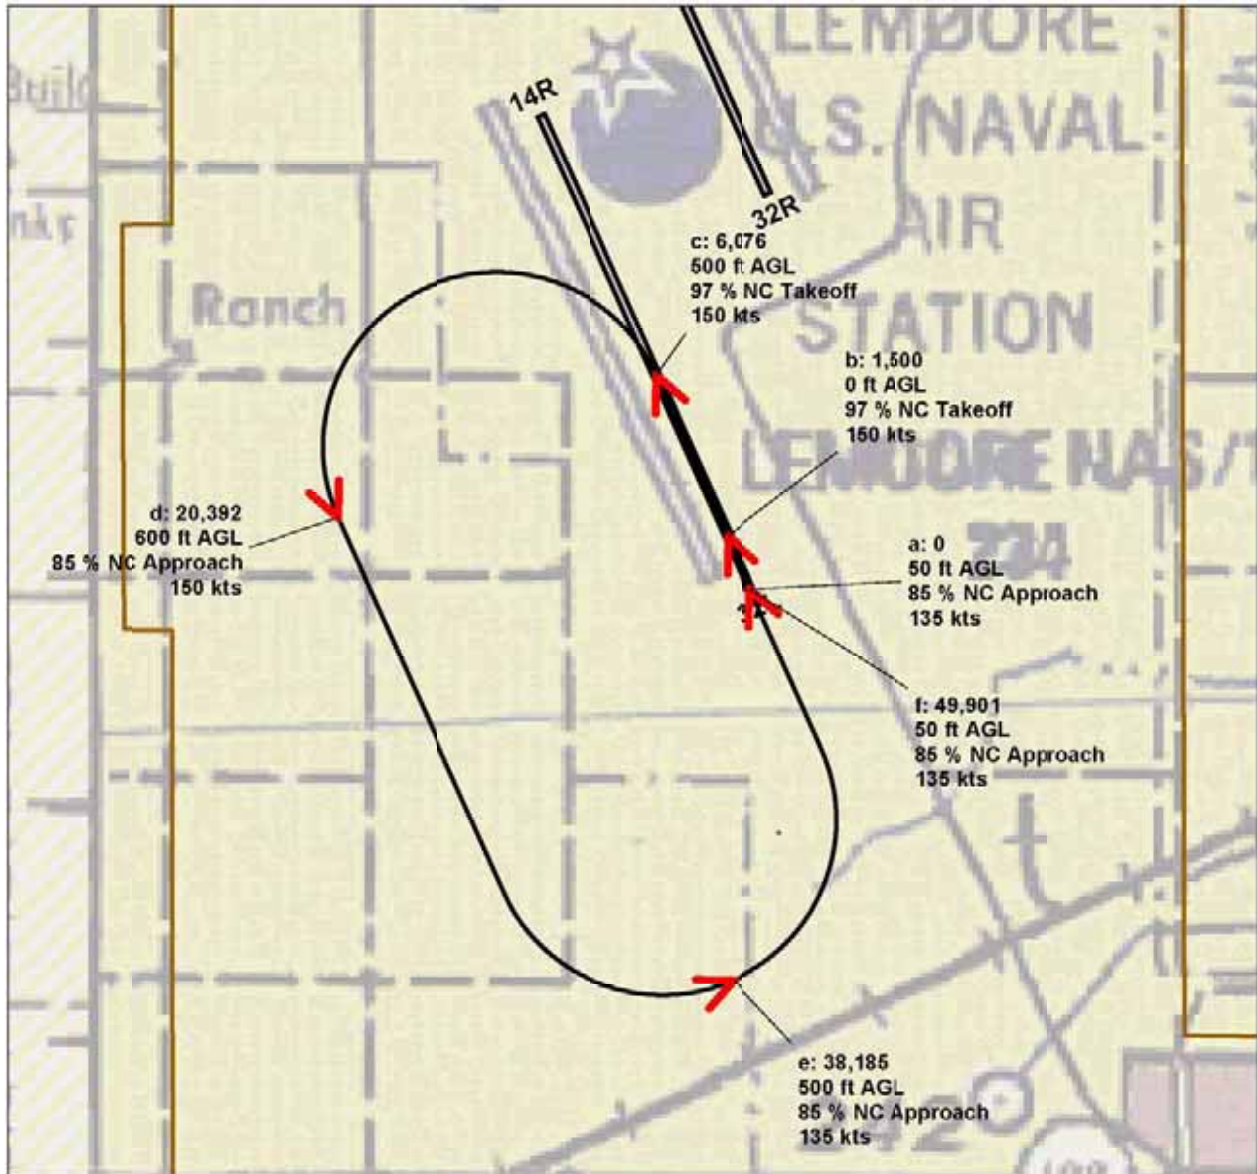 LEMOORE
U.S. NAVAL
AIR
STATION
LEMOORE NAS/
234
14R
32R
Ranch
c: 6,076
500 ft AGL
97 % NC Takeoff
150 kts
b: 1,500
0 ft AGL
97 % NC Takeoff
150 kts
d: 20,392
600 ft AGL
85 % NC Approach
150 kts
a: 0
50 ft AGL
85 % NC Approach
135 kts
f: 49,901
50 ft AGL
85 % NC Approach
135 kts
e: 38,185
500 ft AGL
85 % NC Approach
135 kts